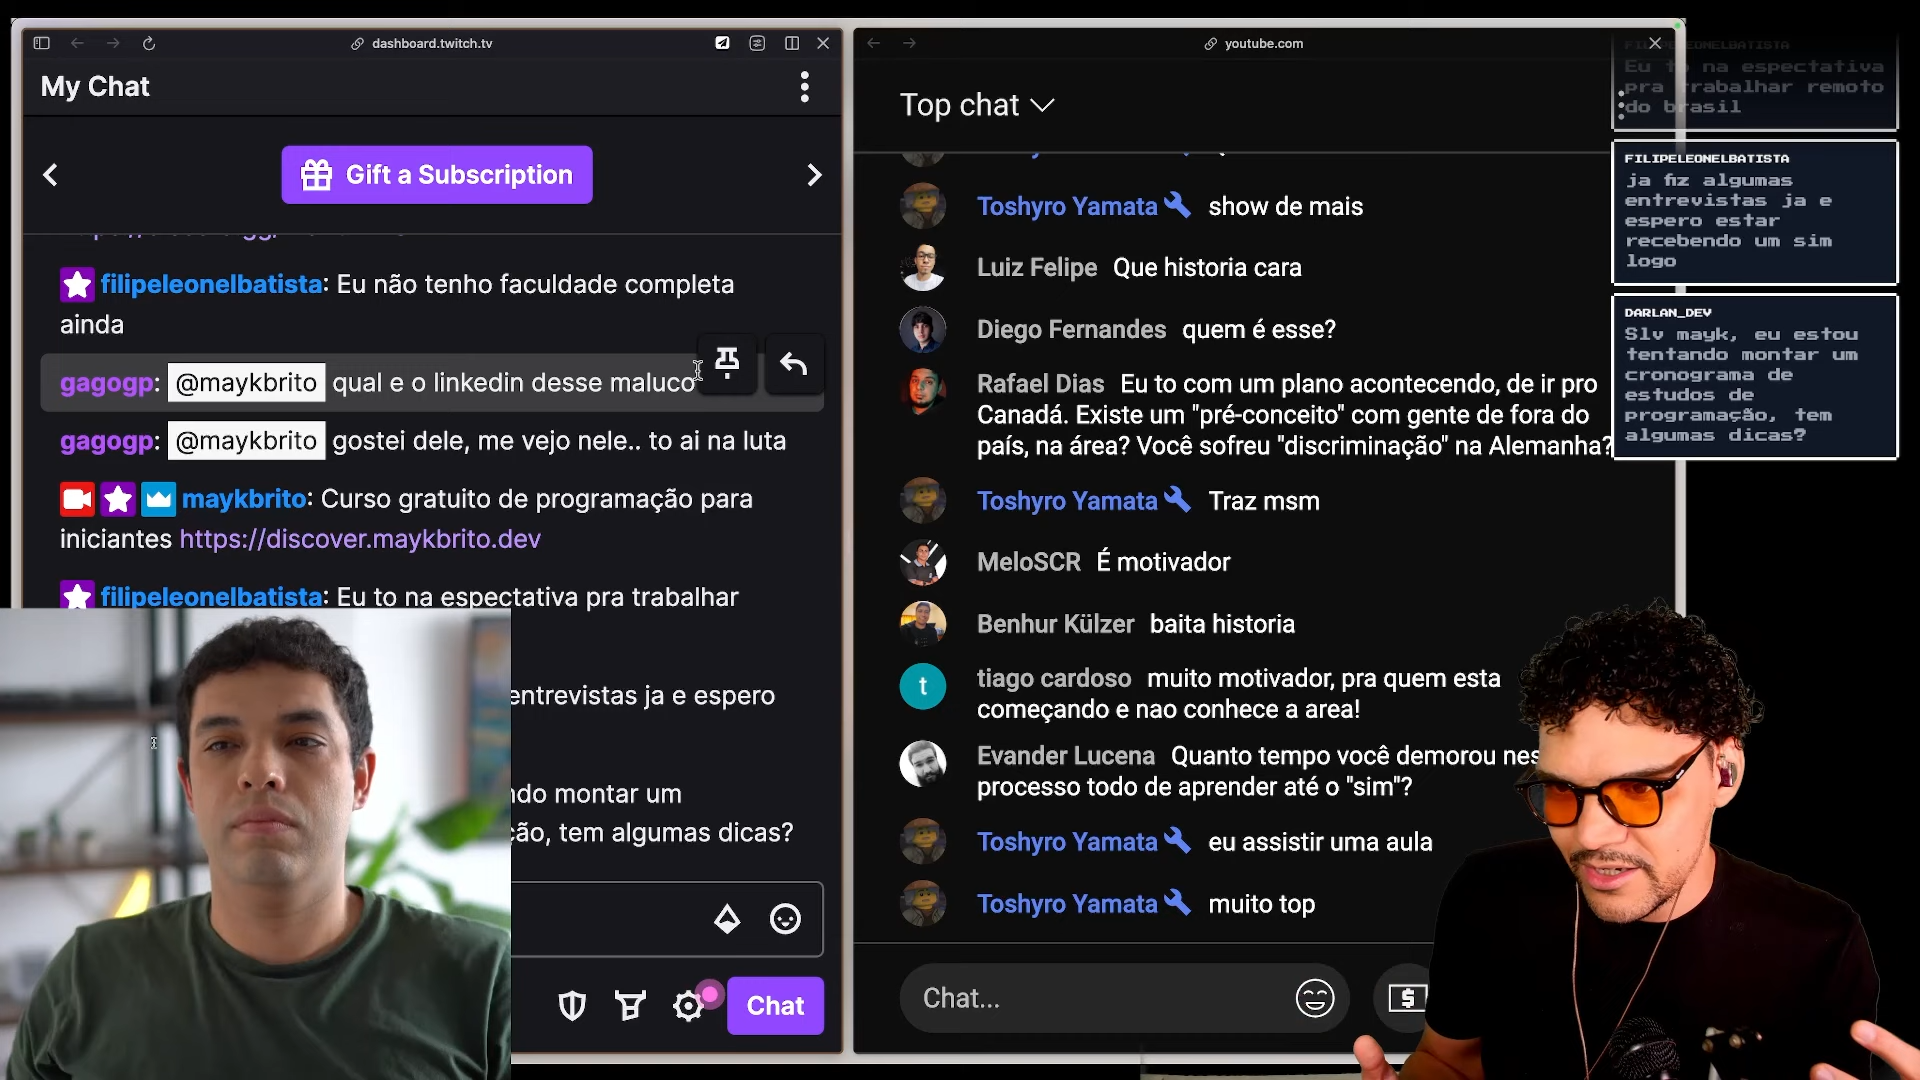 dashboard.twitch.tv
My Chat
Gift a Subscription
filipeleonelbatista: Eu não tenho faculdade completa
ainda
gagogp: @maykbrito qual e o linkedin desse maluco
gagogp: @maykbrito gostei dele, me vejo nele.. to ai na luta
maykbrito: Curso gratuito de programação para
iniciantes https://discover.maykbrito.dev
filipeleonelbatista: Eu to na espectativa pra trabalhar
entrevistas ja e espero
ndo montar um
ção, tem algumas dicas?
Chat
youtube.com
Top chat
Toshyro Yamata show de mais
Luiz Felipe Que historia cara
Diego Fernandes quem é esse?
Rafael Dias Eu to com um plano acontecendo, de ir pro
Canadá. Existe um "pré-conceito" com gente de fora do
país, na área? Você sofreu "discriminação" na Alemanha?
Toshyro Yamata Traz msm
MeloSCR É motivador
Benhur Külzer baita historia
t
tiago cardoso muito motivador, pra quem esta
começando e nao conhece a area!
Evander Lucena Quanto tempo você demorou nes
processo todo de aprender até o "sim"?
Toshyro Yamata eu assistir uma aula
Toshyro Yamata muito top
Chat...
FILIPELEONELBATISTA
Eu to na espectativa
pra trabalhar remoto
do brasil
FILIPELEONELBATISTA
ja fiz algumas
entrevistas ja e
espero estar
recebendo um sim
logo
DARLAN_DEV
Slv mayk, eu estou
tentando montar um
cronograma de
estudos de
programação, tem
algumas dicas?